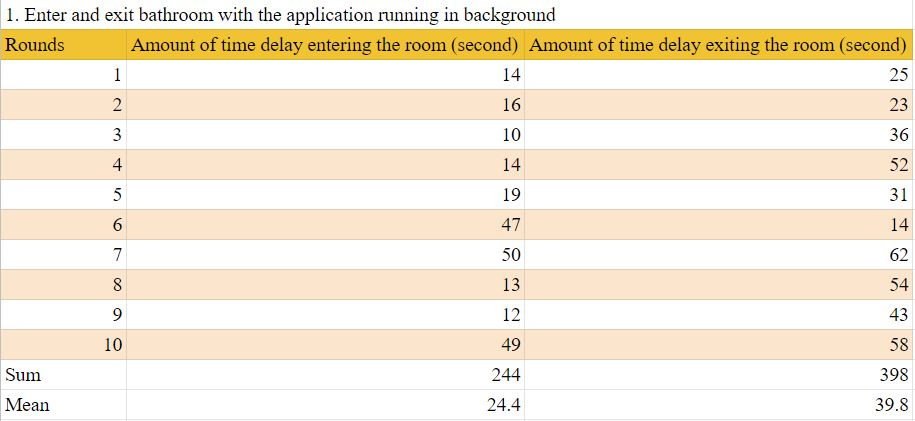 1. Enter and exit bathroom with the application running in background
Rounds Amount of time delay entering the room (second) Amount of time delay exiting the room (second)
1 14 25
2 16 23
3 10 36
4 14 52
5 19 31
6 47 14
7 50 62
8 13 54
9 12 43
10 49 58
Sum 244 398
Mean 24.4 39.8